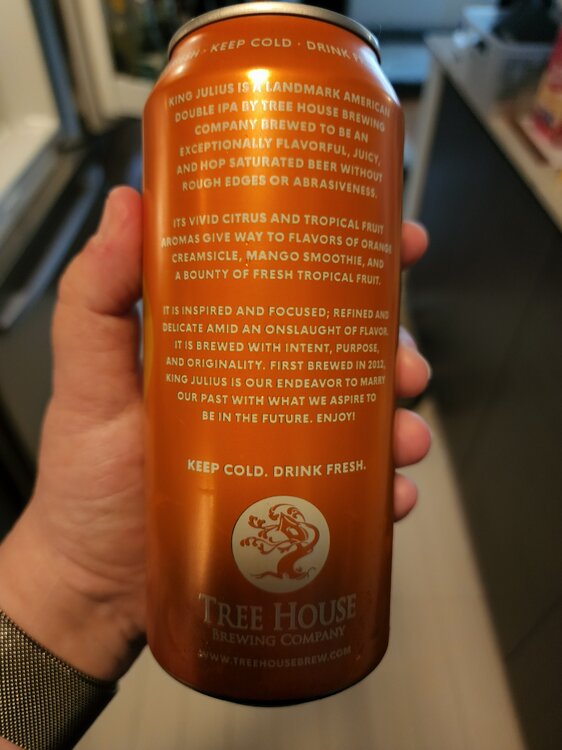 · KEEP COLD · DRINK
KING JULIUS IS A LANDMARK AMERICAN
DOUBLE IPA BY TREE HOUSE BREWING
COMPANY BREWED TO BE AN
EXCEPTIONALLY FLAVORFUL, JUICY,
AND HOP SATURATED BEER WITHOUT
ROUGH EDGES OR ABRASIVENESS.
ITS VIVID CITRUS AND TROPICAL FRUIT
AROMAS GIVE WAY TO FLAVORS OF ORANGE
CREAMSICLE, MANGO SMOOTHIE, AND
A BOUNTY OF FRESH TROPICAL FRUIT.
IT IS INSPIRED AND FOCUSED; REFINED AND
DELICATE AMID AN ONSLAUGHT OF FLAVOR.
IT IS BREWED WITH INTENT, PURPOSE,
AND ORIGINALITY. FIRST BREWED IN 2012,
KING JULIUS IS OUR ENDEAVOR TO MARRY
OUR PAST WITH WHAT WE ASPIRE TO
BE IN THE FUTURE. ENJOY!
KEEP COLD. DRINK FRESH.
TREE HOUSE
BREWING COMPANY
WWW.TREEHOUSEBREW.COM